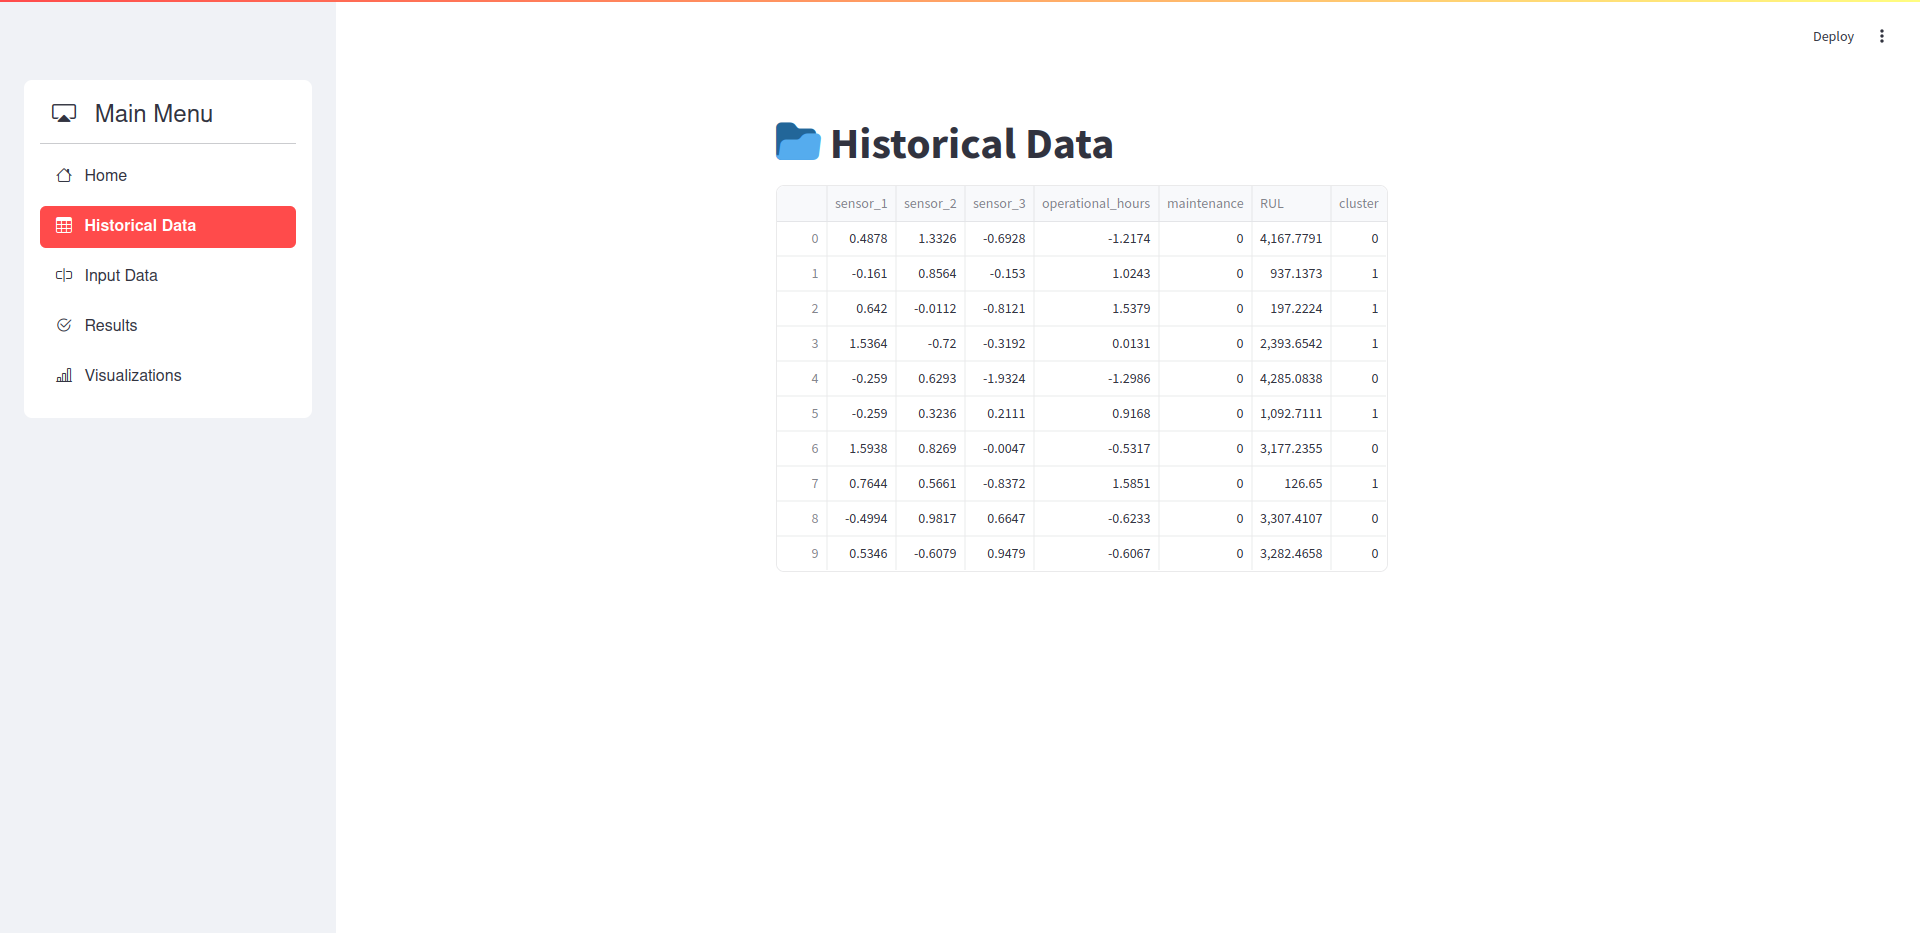 Deploy
Main Menu
Home
Historical Data
Input Data
Results
Visualizations
Historical Data
sensor_1 sensor_2 sensor_3 operational_hours maintenance RUL cluster
0 0.4878 1.3326 -0.6928 -1.2174 0 4,167.7791 0
1 -0.161 0.8564 -0.153 1.0243 0 937.1373 1
2 0.642 -0.0112 -0.8121 1.5379 0 197.2224 1
3 1.5364 -0.72 -0.3192 0.0131 0 2,393.6542 1
4 -0.259 0.6293 -1.9324 -1.2986 0 4,285.0838 0
5 -0.259 0.3236 0.2111 0.9168 0 1,092.7111 1
6 1.5938 0.8269 -0.0047 -0.5317 0 3,177.2355 0
7 0.7644 0.5661 -0.8372 1.5851 0 126.65 1
8 -0.4994 0.9817 0.6647 -0.6233 0 3,307.4107 0
9 0.5346 -0.6079 0.9479 -0.6067 0 3,282.4658 0